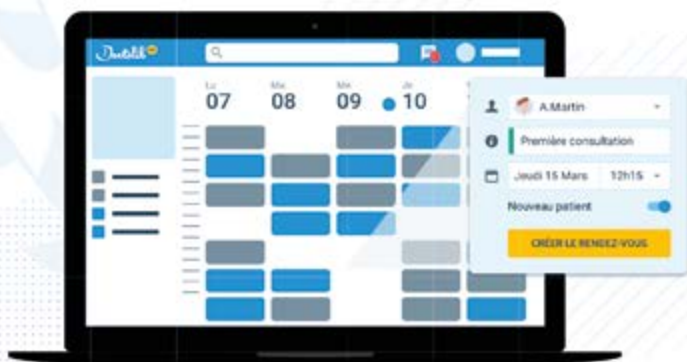 Doctolib
Lu Ma Me Je
07 08 09 10
A.Martin
Première consultation
Jeudi 15 Mars 12h15
Nouveau patient
CRÉER LE RENDEZ-VOUS